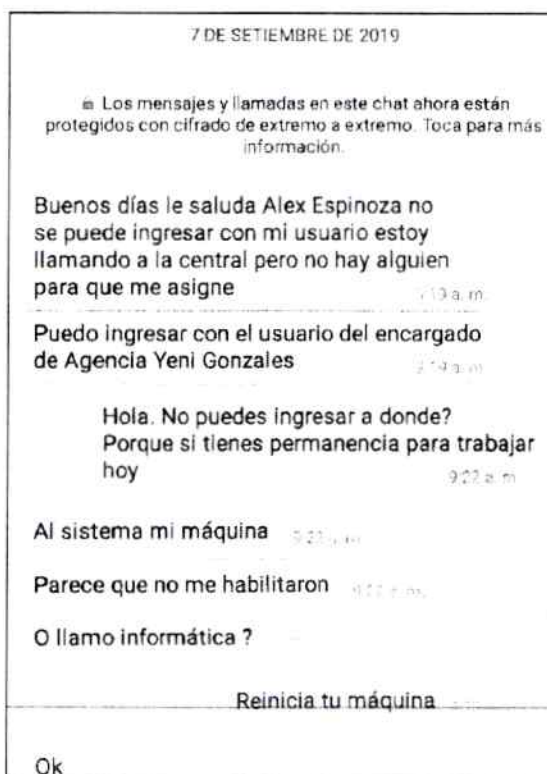 7 DE SETIEMBRE DE 2019
Los mensajes y llamadas en este chat ahora están
protegidos con cifrado de extremo a extremo. Toca para más
información.
Buenos días le saluda Alex Espinoza no
se puede ingresar con mi usuario estoy
llamando a la central pero no hay alguien
para que me asigne
Puedo ingresar con el usuario del encargado
de Agencia Yeni Gonzales
Hola. No puedes ingresar a donde?
Porque si tienes permanencia para trabajar
hoy 9:22 a. m.
Al sistema mi máquina
Parece que no me habilitaron
O llamo informática ?
Reinicia tu máquina
Ok